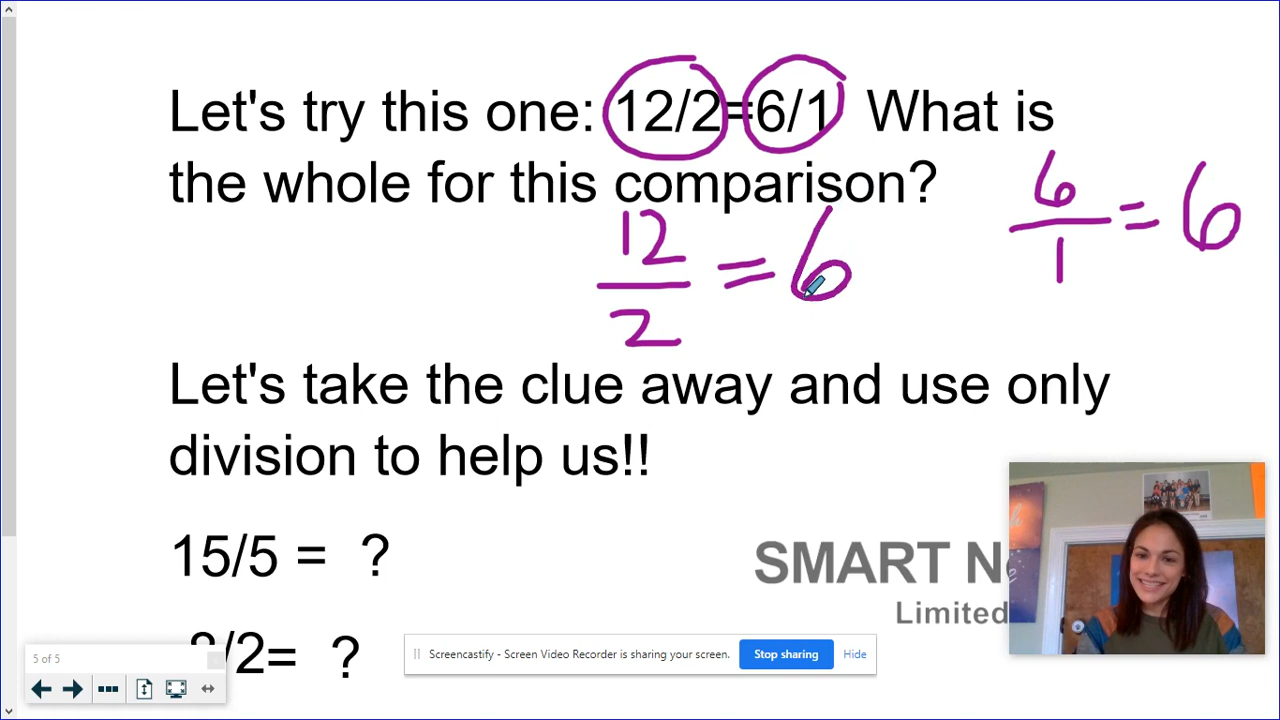 Let's try this one: 12/2=6/1 What is
the whole for this comparison?
6/1 = 6
12/2 = 6
Let's take the clue away and use only
division to help us!!
15/5 = ?
/2= ?
SMART N
Limited
5 of 5
Screencastify - Screen Video Recorder is sharing your screen. Stop sharing Hide